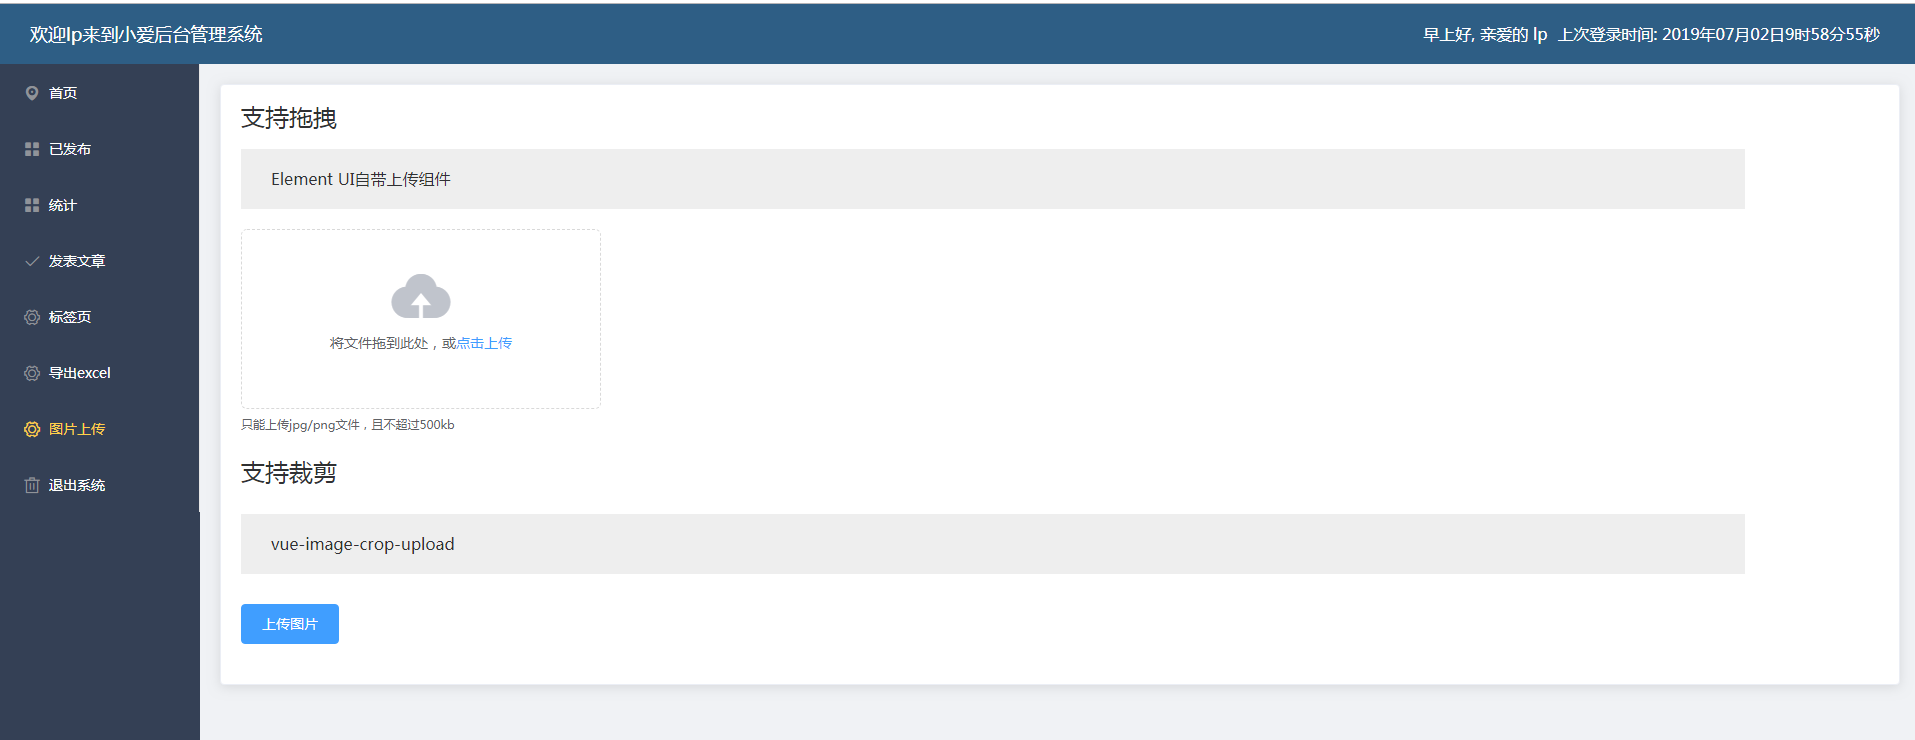 欢迎lp来到小爱后台管理系统
早上好, 亲爱的 lp 上次登录时间: 2019年07月02日9时58分55秒
首页
已发布
统计
发表文章
标签页
导出excel
图片上传
退出系统
支持拖拽
Element UI自带上传组件
将文件拖到此处，或点击上传
只能上传jpg/png文件，且不超过500kb
支持裁剪
vue-image-crop-upload
上传图片